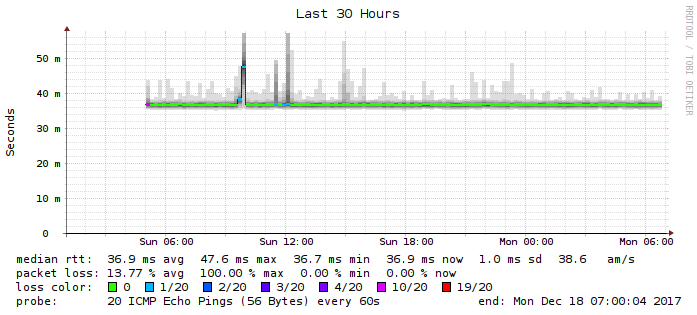 Last 30 Hours
RRDTOOL / TOBI OETIKER
Seconds
50 m
40 m
30 m
20 m
10 m
0
Sun 06:00 Sun 12:00 Sun 18:00 Mon 00:00 Mon 06:00
median rtt: 36.9 ms avg 47.6 ms max 36.7 ms min 36.9 ms now 1.0 ms sd 38.6 am/s
packet loss: 13.77 % avg 100.00 % max 0.00 % min 0.00 % now
loss color: 0 1/20 2/20 3/20 4/20 10/20 19/20
probe: 20 ICMP Echo Pings (56 Bytes) every 60s end: Mon Dec 18 07:00:04 2017